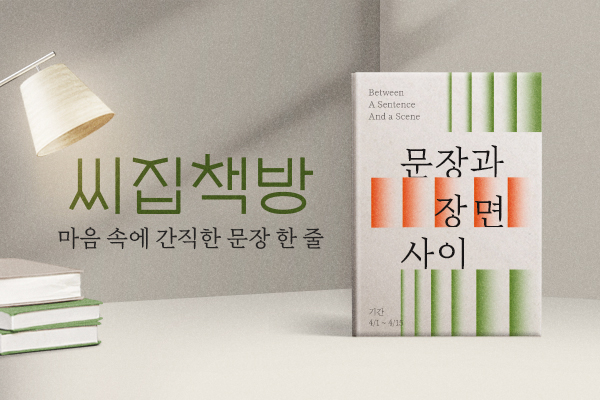 씨집책방
마음 속에 간직한 문장 한 줄
Between
A Sentence
And a Scene
문장과
장면
사이
기간
4/1 ~ 4/15